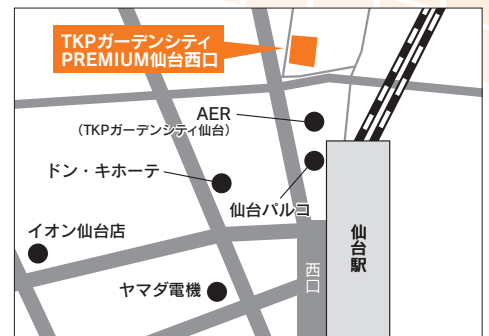 TKPガーデンシティ
PREMIUM仙台西口
AER
（TKPガーデンシティ仙台）
ドン・キホーテ
仙台パルコ
イオン仙台店
仙台駅
西口
ヤマダ電機